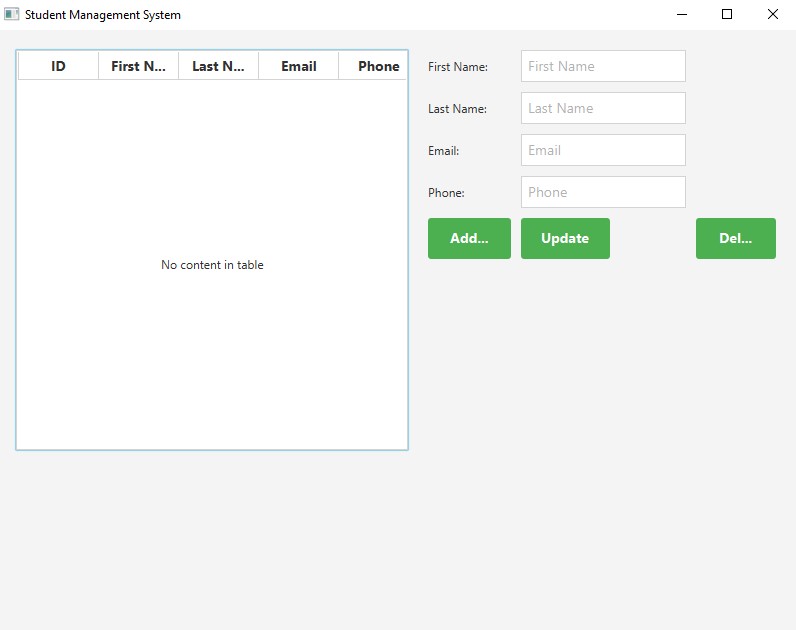 Student Management System
ID First N... Last N... Email Phone
No content in table
First Name: First Name
Last Name: Last Name
Email: Email
Phone: Phone
Add... Update Del...